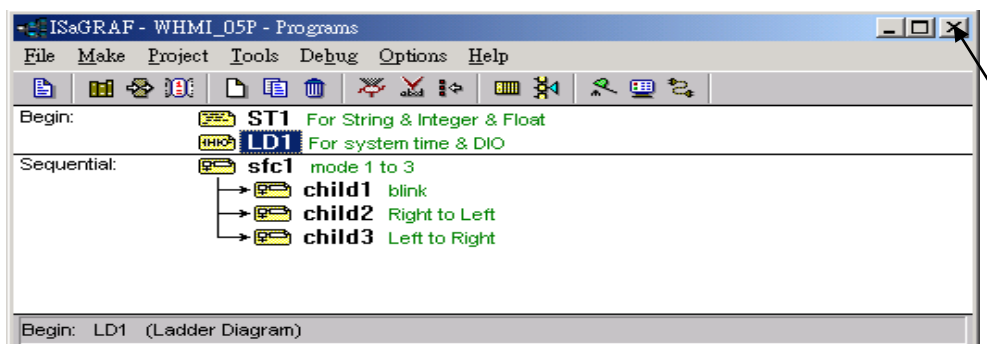 ISaGRAF - WHMI_05P - Programs
File Make Project Tools Debug Options Help
Begin: ST1 For String & Integer & Float
LD1 For system time & DIO
Sequential: sfc1 mode 1 to 3
child1 blink
child2 Right to Left
child3 Left to Right
Begin: LD1 (Ladder Diagram)